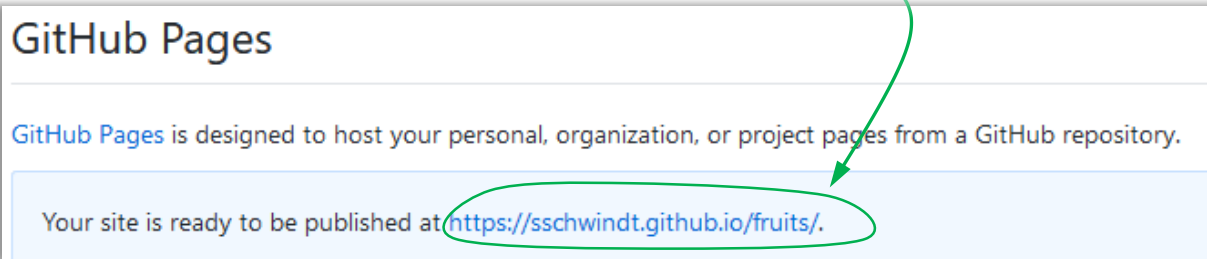 GitHub Pages
GitHub Pages is designed to host your personal, organization, or project pages from a GitHub repository.
Your site is ready to be published at https://sschwindt.github.io/fruits/.